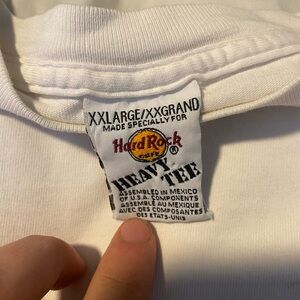 XXLARGE/XXGRAND
MADE SPECIALLY FOR
Hard Rock ®
CAFE
HEAVY
TEE
ASSEMBLED IN MEXICO
OF U.S.A. COMPONENTS
ASSEMBLE AU MEXIQUE
AVEC DES COMPOSANTES
DES ETATS-UNIS